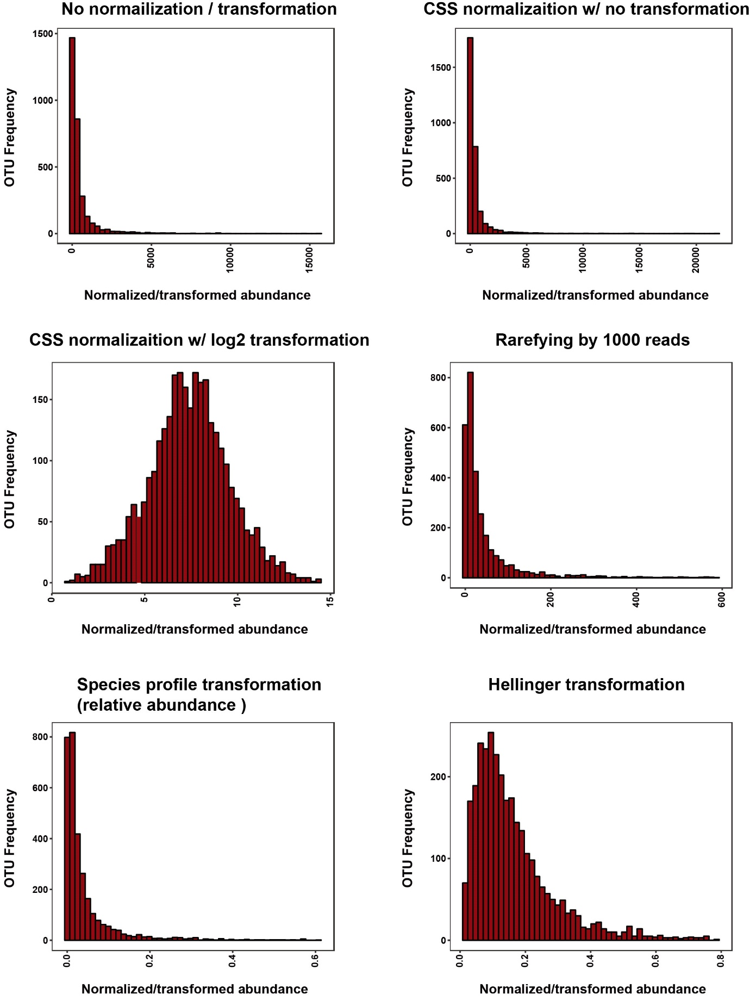 No normailization / transformation
1500
1000
500
0
OTU Frequency
0
5000
10000
15000
Normalized/transformed abundance
CSS normalizaition w/ no transformation
1500
1000
500
0
OTU Frequency
0
5000
10000
15000
20000
Normalized/transformed abundance
CSS normalizaition w/ log2 transformation
150
100
50
0
OTU Frequency
0
5
10
15
Normalized/transformed abundance
Rarefying by 1000 reads
800
600
400
200
0
OTU Frequency
0
200
400
600
Normalized/transformed abundance
Species profile transformation
(relative abundance )
800
600
400
200
0
OTU Frequency
0.0
0.2
0.4
0.6
Normalized/transformed abundance
Hellinger transformation
200
100
0
OTU Frequency
0.0
0.2
0.4
0.6
0.8
Normalized/transformed abundance